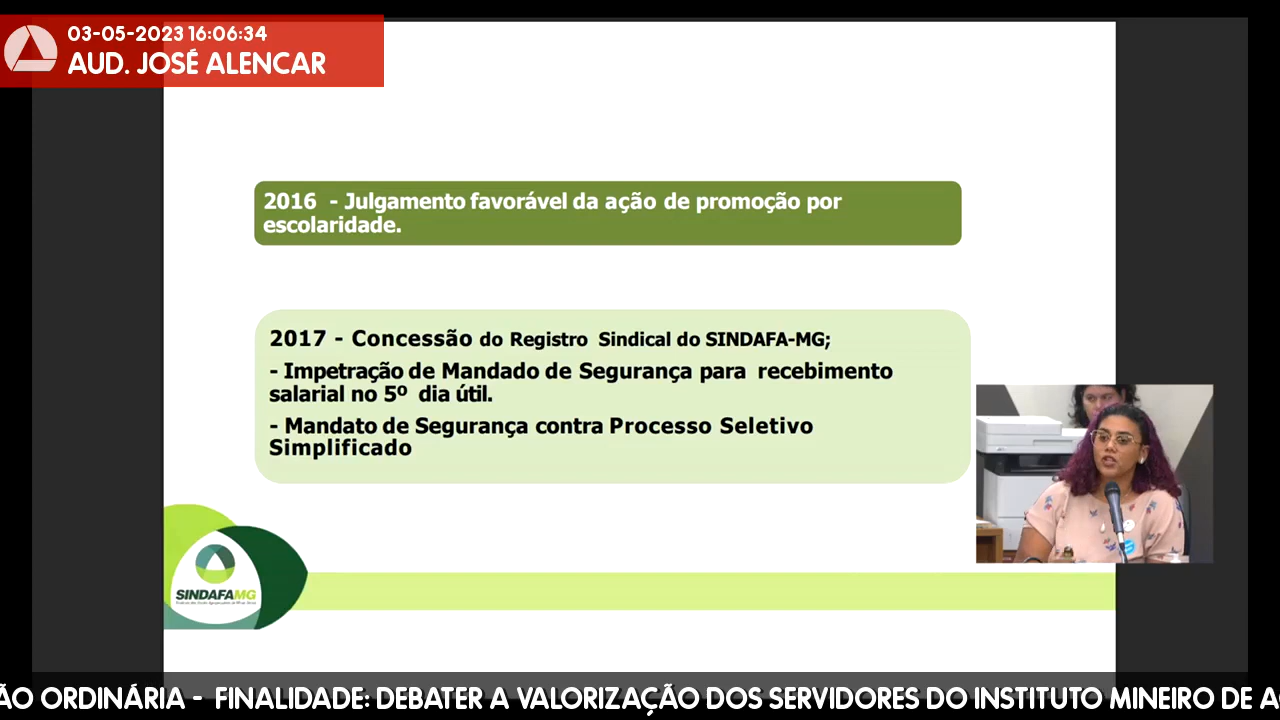 03-05-2023 16:06:34
AUD. JOSÉ ALENCAR
2016 - Julgamento favorável da ação de promoção por
escolaridade.
2017 - Concessão do Registro Sindical do SINDAFA-MG;
- Impetração de Mandado de Segurança para recebimento
salarial no 5º dia útil.
- Mandato de Segurança contra Processo Seletivo
Simplificado
SINDAFAMG
ÃO ORDINÁRIA - FINALIDADE: DEBATER A VALORIZAÇÃO DOS SERVIDORES DO INSTITUTO MINEIRO DE A